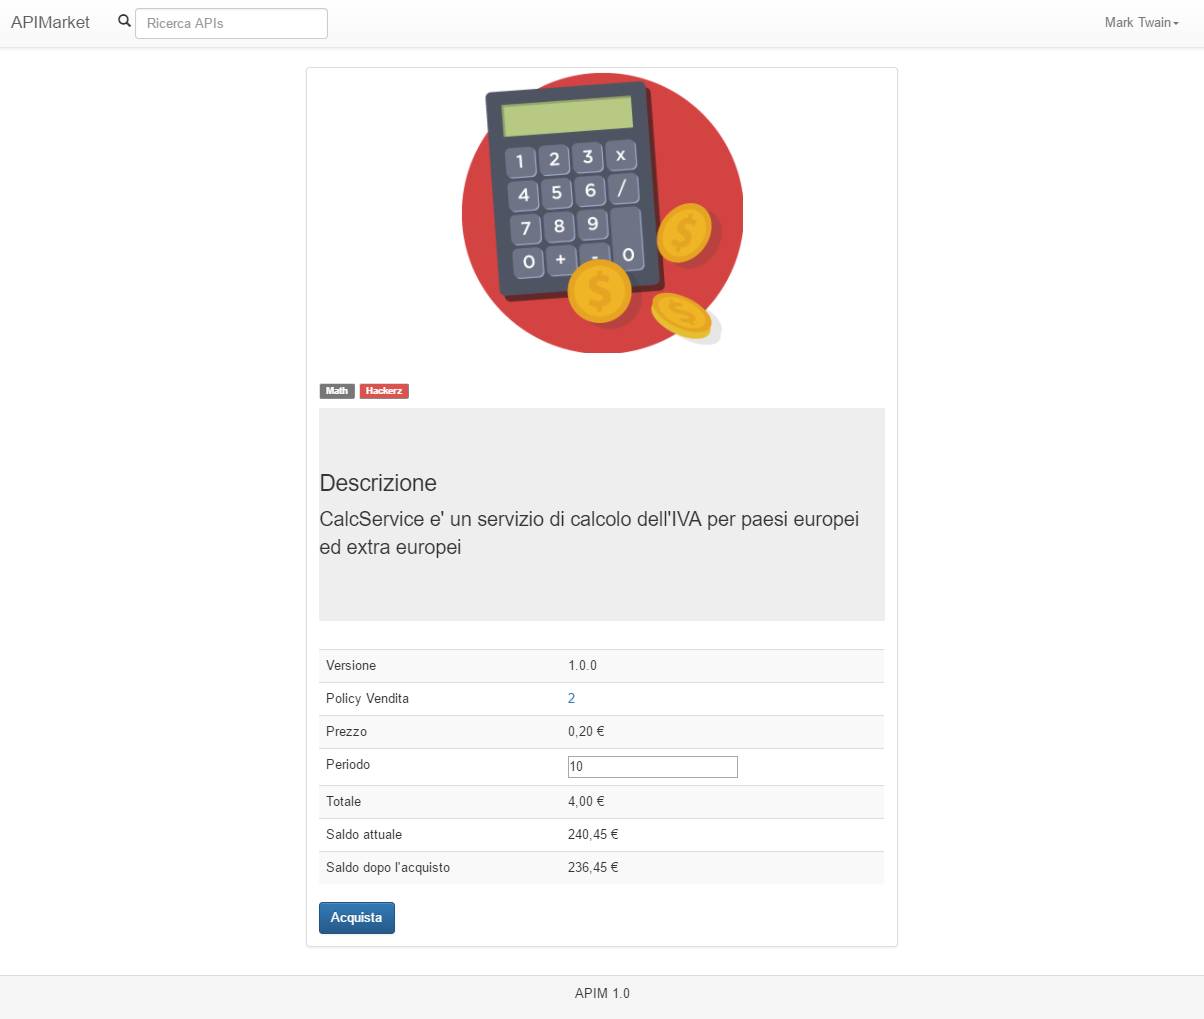 APIMarket
Ricerca APIs
Mark Twain
1 2 3 x
4 5 6 /
7 8 9
0 + - 0
$
$
$
Math Hackerz
Descrizione
CalcService e' un servizio di calcolo dell'IVA per paesi europei
ed extra europei
Versione 1.0.0
Policy Vendita 2
Prezzo 0,20 €
Periodo 10
Totale 4,00 €
Saldo attuale 240,45 €
Saldo dopo l'acquisto 236,45 €
Acquista
APIM 1.0